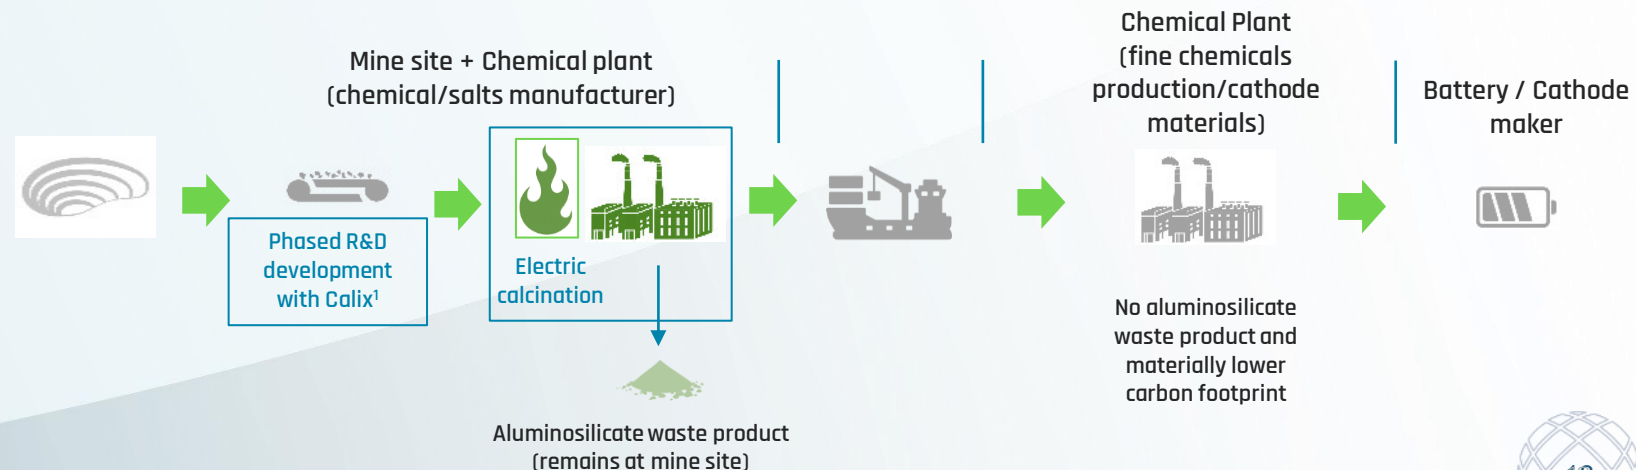 Mine site + Chemical plant
(chemical/salts manufacturer)
Chemical Plant
(fine chemicals
production/cathode
materials)
Battery / Cathode
maker
Phased R&D
development
with Calix¹
Electric
calcination
No aluminosilicate
waste product and
materially lower
carbon footprint
Aluminosilicate waste product
(remains at mine site)